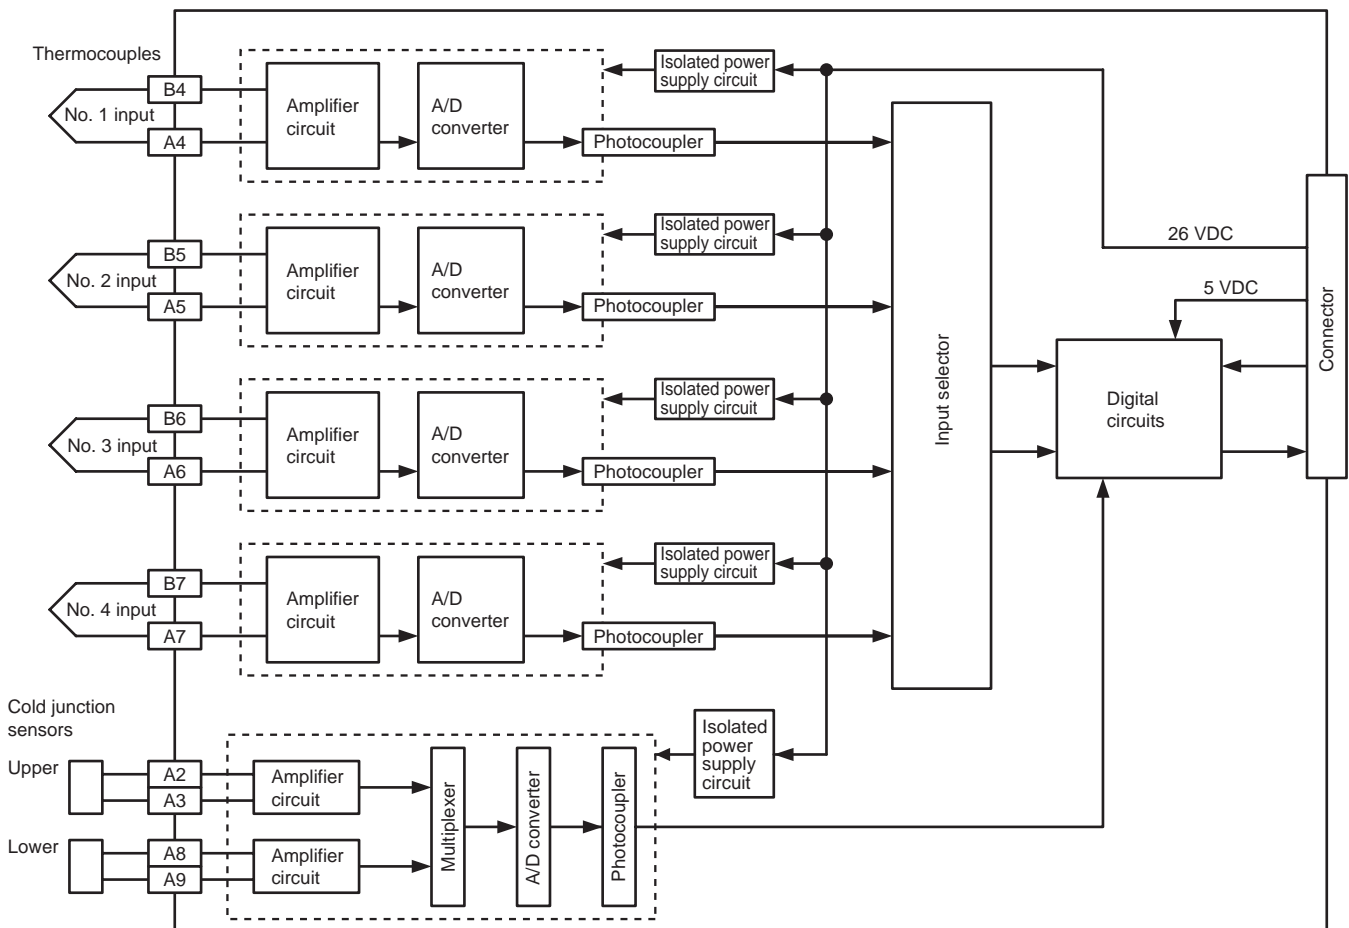 Thermocouples
B4
No. 1 input
A4
Amplifier
circuit
A/D
converter
Isolated power
supply circuit
Photocoupler
B5
No. 2 input
A5
Amplifier
circuit
A/D
converter
Isolated power
supply circuit
Photocoupler
B6
No. 3 input
A6
Amplifier
circuit
A/D
converter
Isolated power
supply circuit
Photocoupler
B7
No. 4 input
A7
Amplifier
circuit
A/D
converter
Isolated power
supply circuit
Photocoupler
Input selector
26 VDC
5 VDC
Digital
circuits
Connector
Cold junction
sensors
Upper
A2
A3
Amplifier
circuit
Lower
A8
A9
Amplifier
circuit
Multiplexer
A/D converter
Photocoupler
Isolated
power
supply
circuit